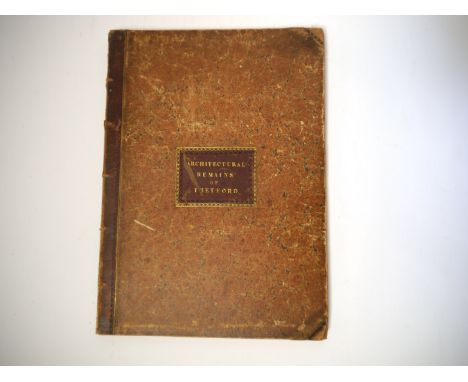 ARCHITECTURAL
REMAINS
OF
THETFORD